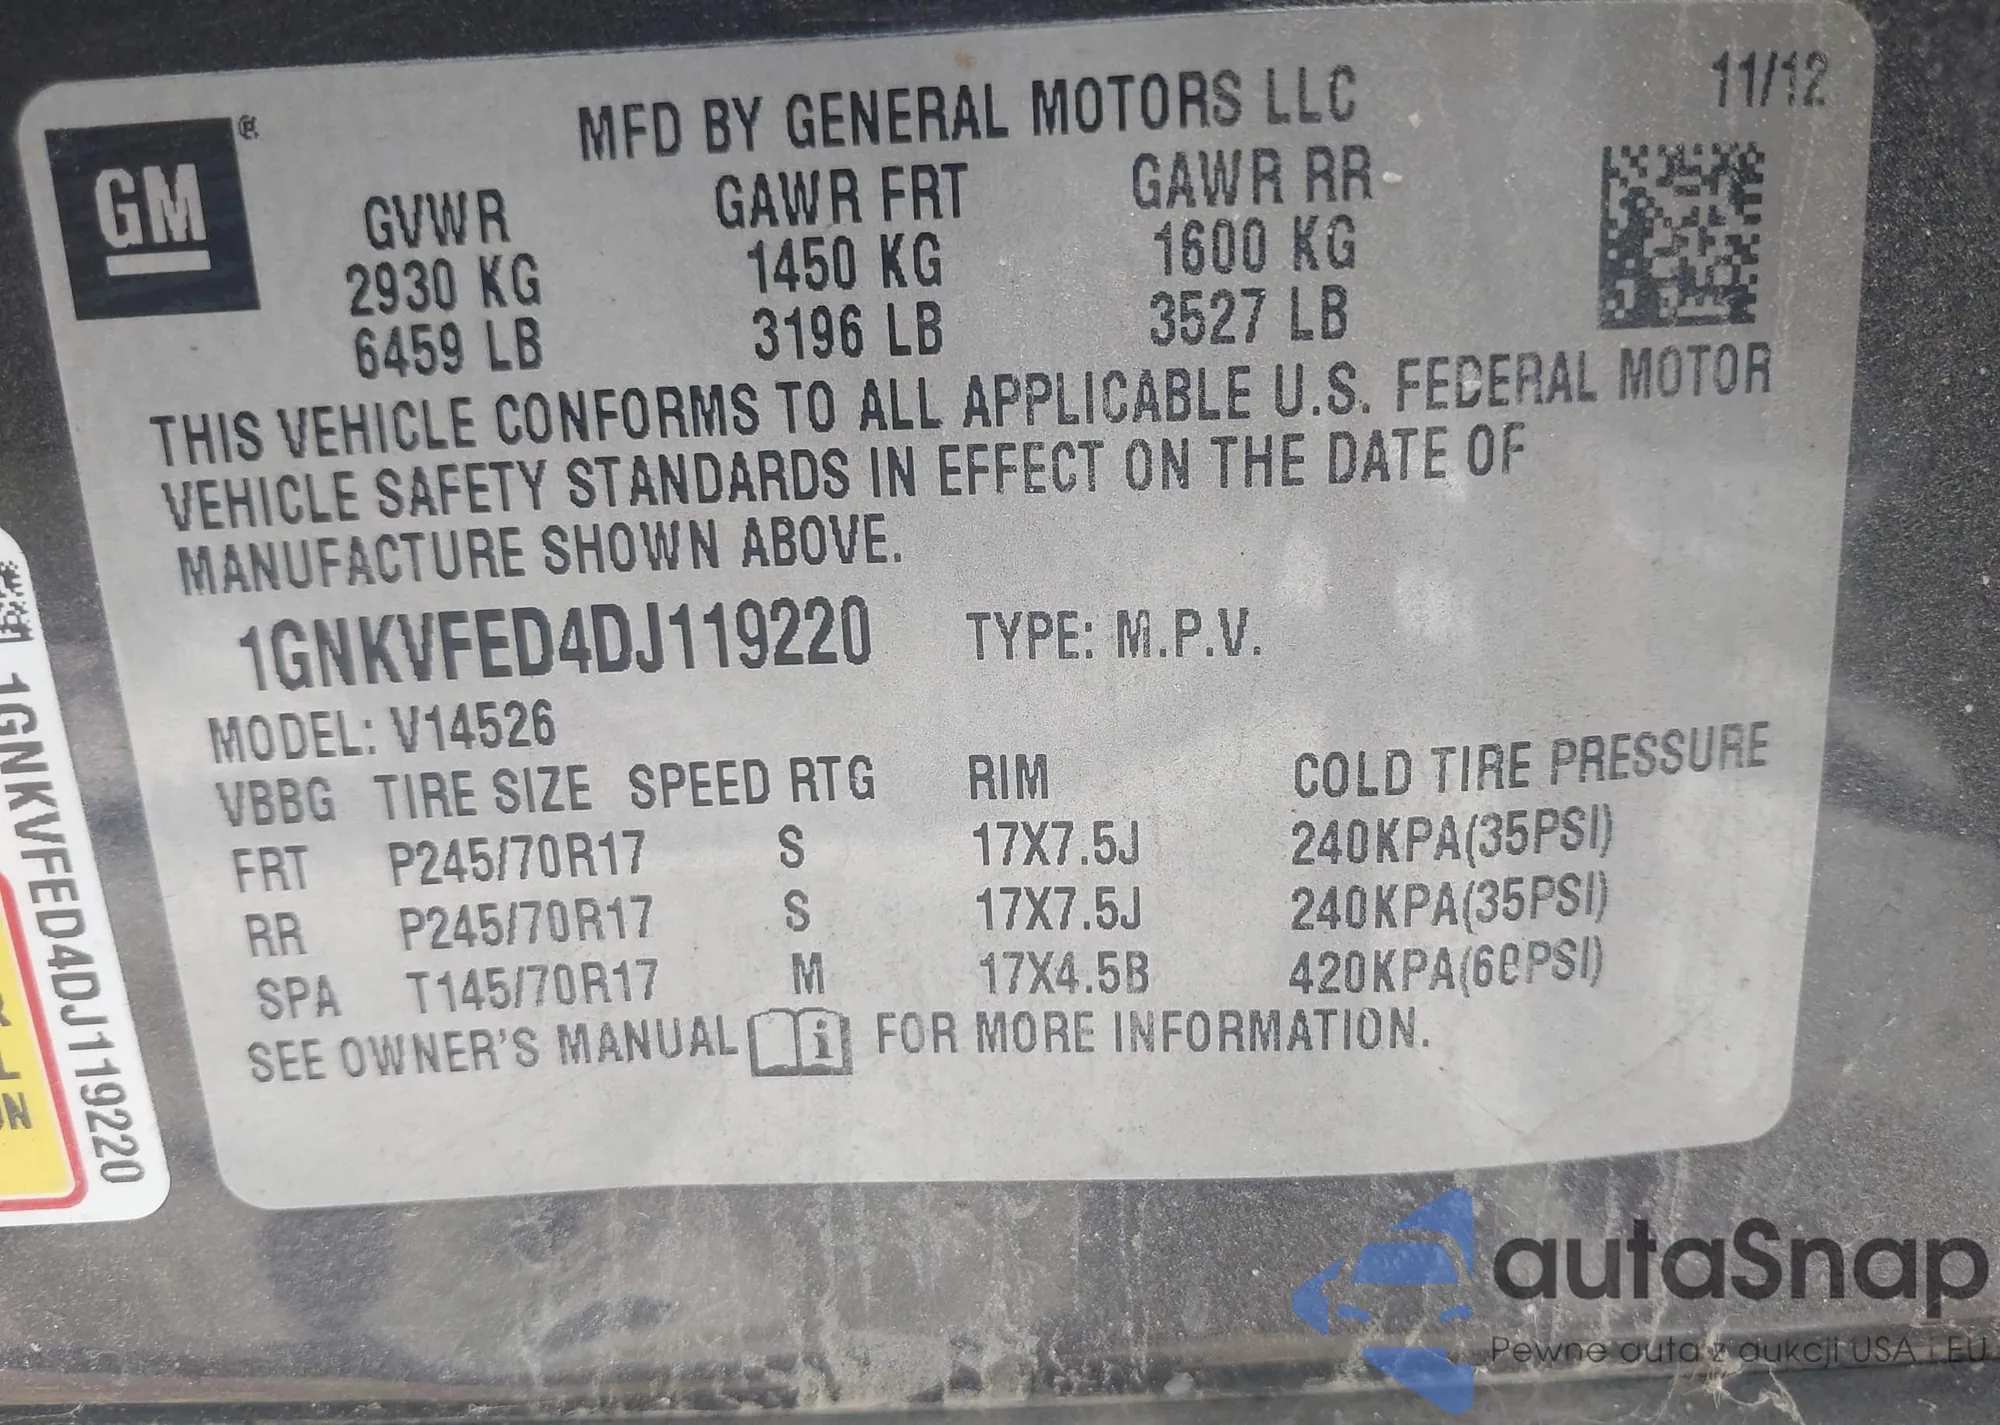 11/12
GM ®
MFD BY GENERAL MOTORS LLC
GVWR GAWR FRT GAWR RR
2930 KG 1450 KG 1600 KG
6459 LB 3196 LB 3527 LB
THIS VEHICLE CONFORMS TO ALL APPLICABLE U.S. FEDERAL MOTOR
VEHICLE SAFETY STANDARDS IN EFFECT ON THE DATE OF
MANUFACTURE SHOWN ABOVE.
1GNKVFED4DJ119220 TYPE: M.P.V.
MODEL: V14526
VBBG TIRE SIZE SPEED RTG RIM COLD TIRE PRESSURE
FRT P245/70R17 S 17X7.5J 240KPA(35PSI)
RR P245/70R17 S 17X7.5J 240KPA(35PSI)
SPA T145/70R17 M 17X4.5B 420KPA(60PSI)
SEE OWNER'S MANUAL i FOR MORE INFORMATION.
1GNKVFED4DJ119220
autaSnap
Pewne auta z aukcji USA i EU